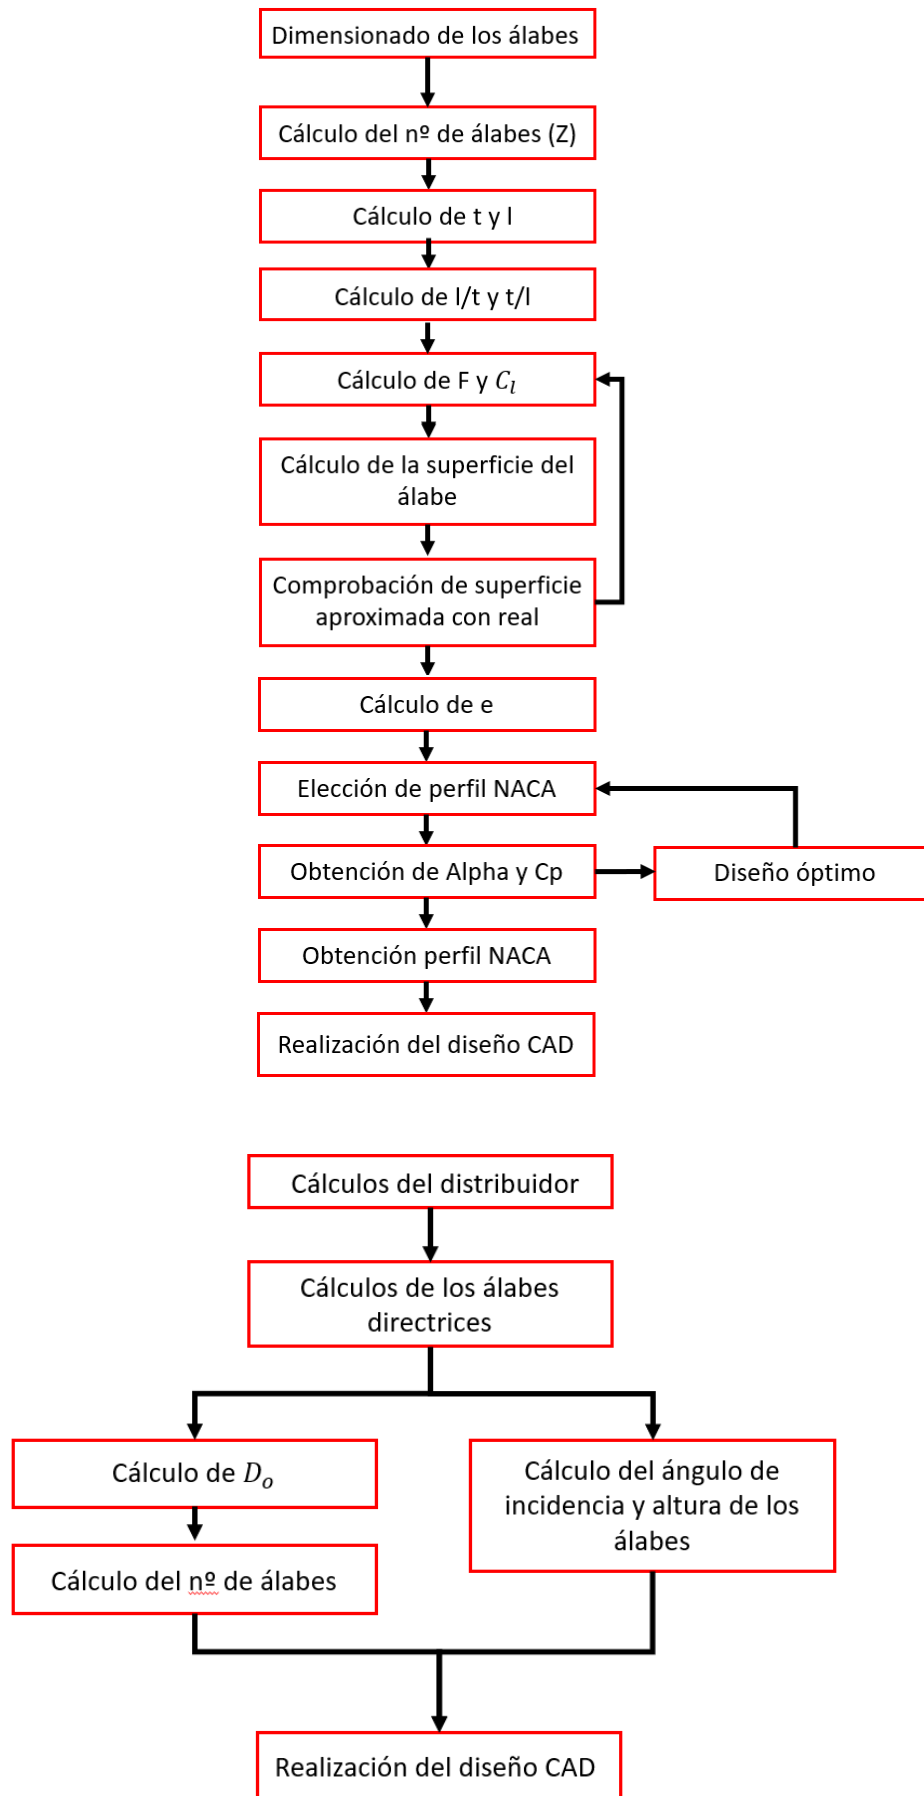 Dimensionado de los álabes
Cálculo del nº de álabes (Z)
Cálculo de t y l
Cálculo de l/t y t/l
Cálculo de F y C_l
Cálculo de la superficie del
álabe
Comprobación de superficie
aproximada con real
Cálculo de e
Elección de perfil NACA
Obtención de Alpha y Cp
Diseño óptimo
Obtención perfil NACA
Realización del diseño CAD
Cálculos del distribuidor
Cálculos de los álabes
directrices
Cálculo de D_o
Cálculo del nº de álabes
Cálculo del ángulo de
incidencia y altura de los
álabes
Realización del diseño CAD